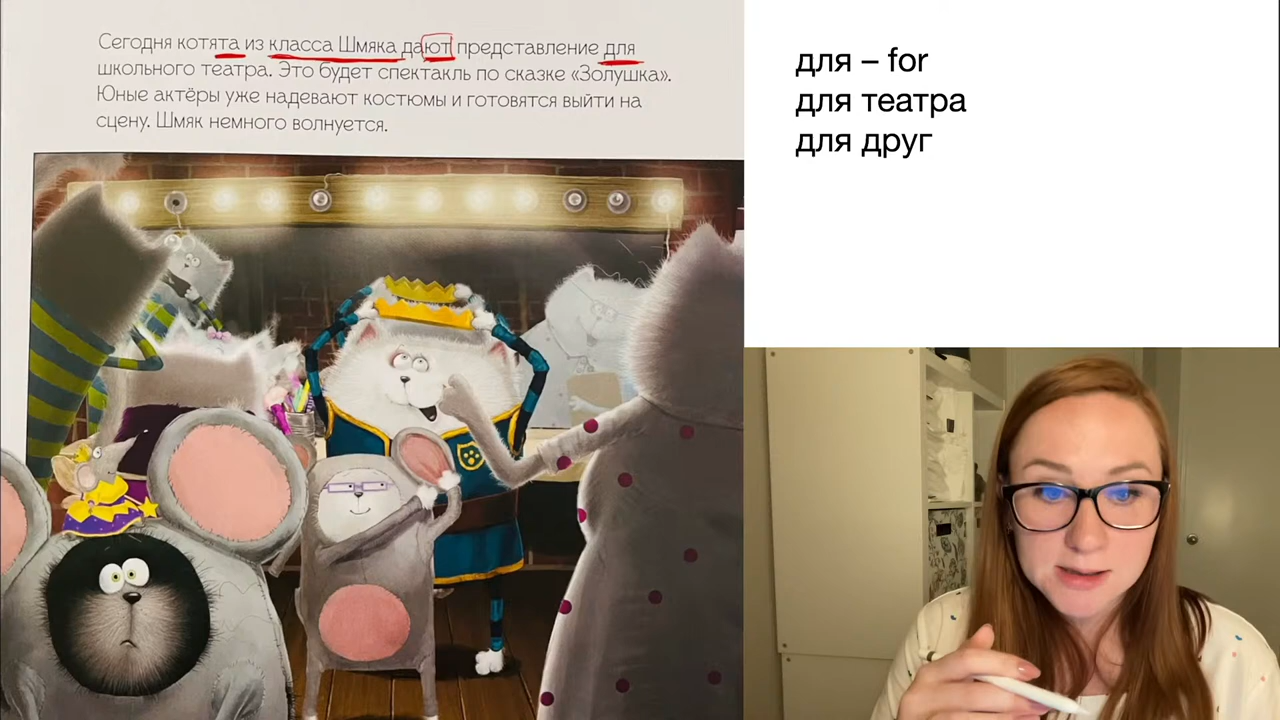 Сегодня котята из класса Шмяка дают представление для
школьного театра. Это будет спектакль по сказке «Золушка».
Юные актёры уже надевают костюмы и готовятся выйти на
сцену. Шмяк немного волнуется.
для – for
для театра
для друг